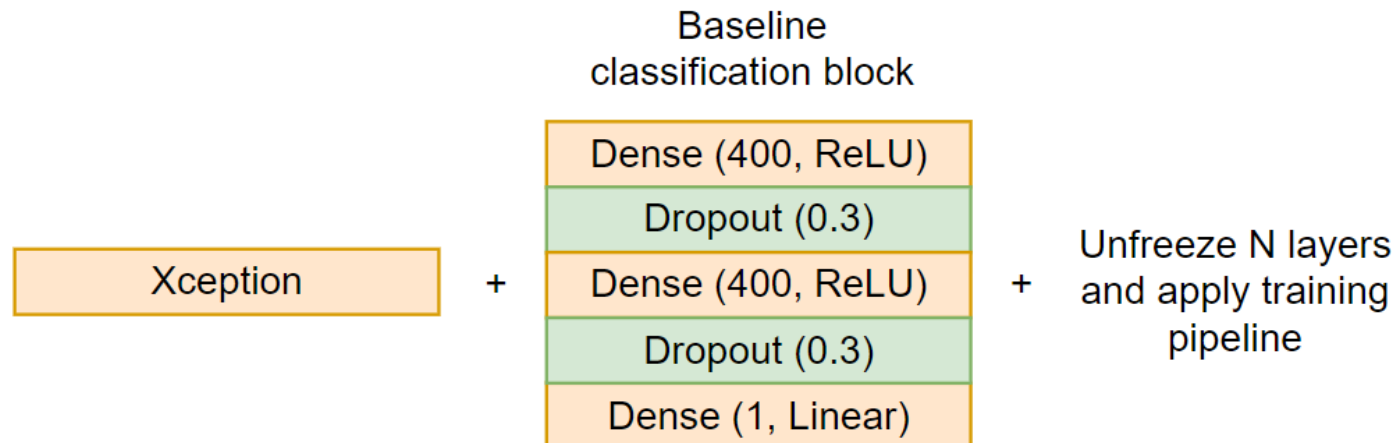 Baseline
classification block
Xception
+
Dense (400, ReLU)
Dropout (0.3)
Dense (400, ReLU)
Dropout (0.3)
Dense (1, Linear)
+
Unfreeze N layers
and apply training
pipeline